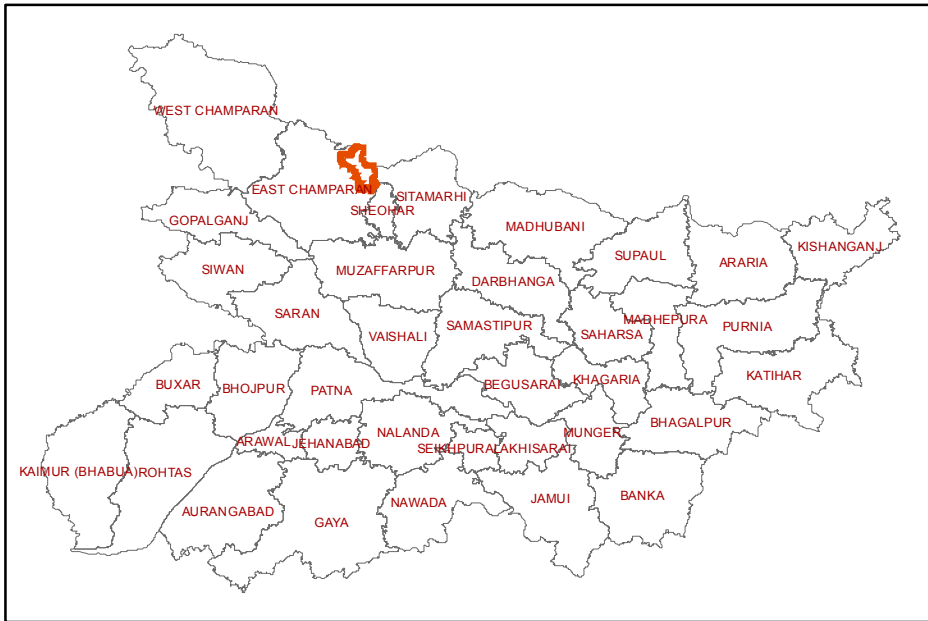 WEST CHAMPARAN
EAST CHAMPARAN
SITAMARHI
SHEOHAR
GOPALGANJ
MADHUBANI
KISHANGANJ
SUPAUL
ARARIA
SIWAN
MUZAFFARPUR
DARBHANGA
SARAN
MADHEPURA
PURNIA
VAISHALI
SAMASTIPUR
SAHARSA
KATIHAR
BUXAR
BHOJPUR
PATNA
BEGUSARAI
KHAGARIA
BHAGALPUR
ARAWAL
JEHANABAD
NALANDA
SEIKHPURA
LAKHISARAI
MUNGER
KAIMUR (BHABUA)
ROHTAS
AURANGABAD
GAYA
NAWADA
JAMUI
BANKA